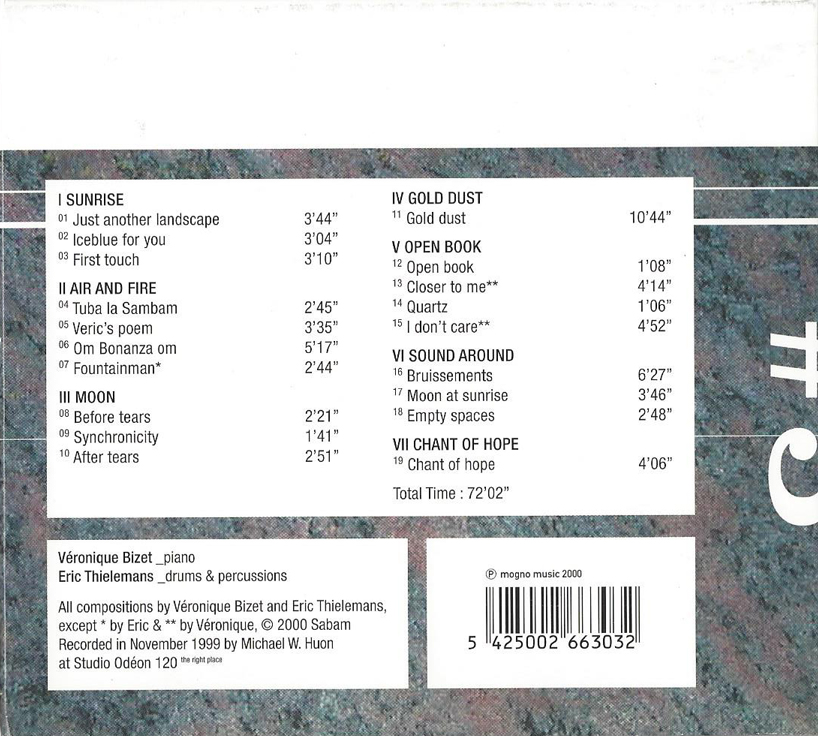 I SUNRISE
01 Just another landscape 3'44"
02 Iceblue for you 3'04"
03 First touch 3'10"
II AIR AND FIRE
04 Tuba la Sambam 2'45"
05 Veric's poem 3'35"
06 Om Bonanza om 5'17"
07 Fountainman* 2'44"
III MOON
08 Before tears 2'21"
09 Synchronicity 1'41"
10 After tears 2'51"
IV GOLD DUST
11 Gold dust 10'44"
V OPEN BOOK
12 Open book 1'08"
13 Closer to me** 4'14"
14 Quartz 1'06"
15 I don't care** 4'52"
VI SOUND AROUND
16 Bruissements 6'27"
17 Moon at sunrise 3'46"
18 Empty spaces 2'48"
VII CHANT OF HOPE
19 Chant of hope 4'06"
Total Time : 72'02"
Véronique Bizet _piano
Eric Thielemans _drums & percussions
All compositions by Véronique Bizet and Eric Thielemans,
except * by Eric & ** by Véronique, © 2000 Sabam
Recorded in November 1999 by Michael W. Huon
at Studio Odéon 120 the right place
℗ mogno music 2000
5 425002 663032